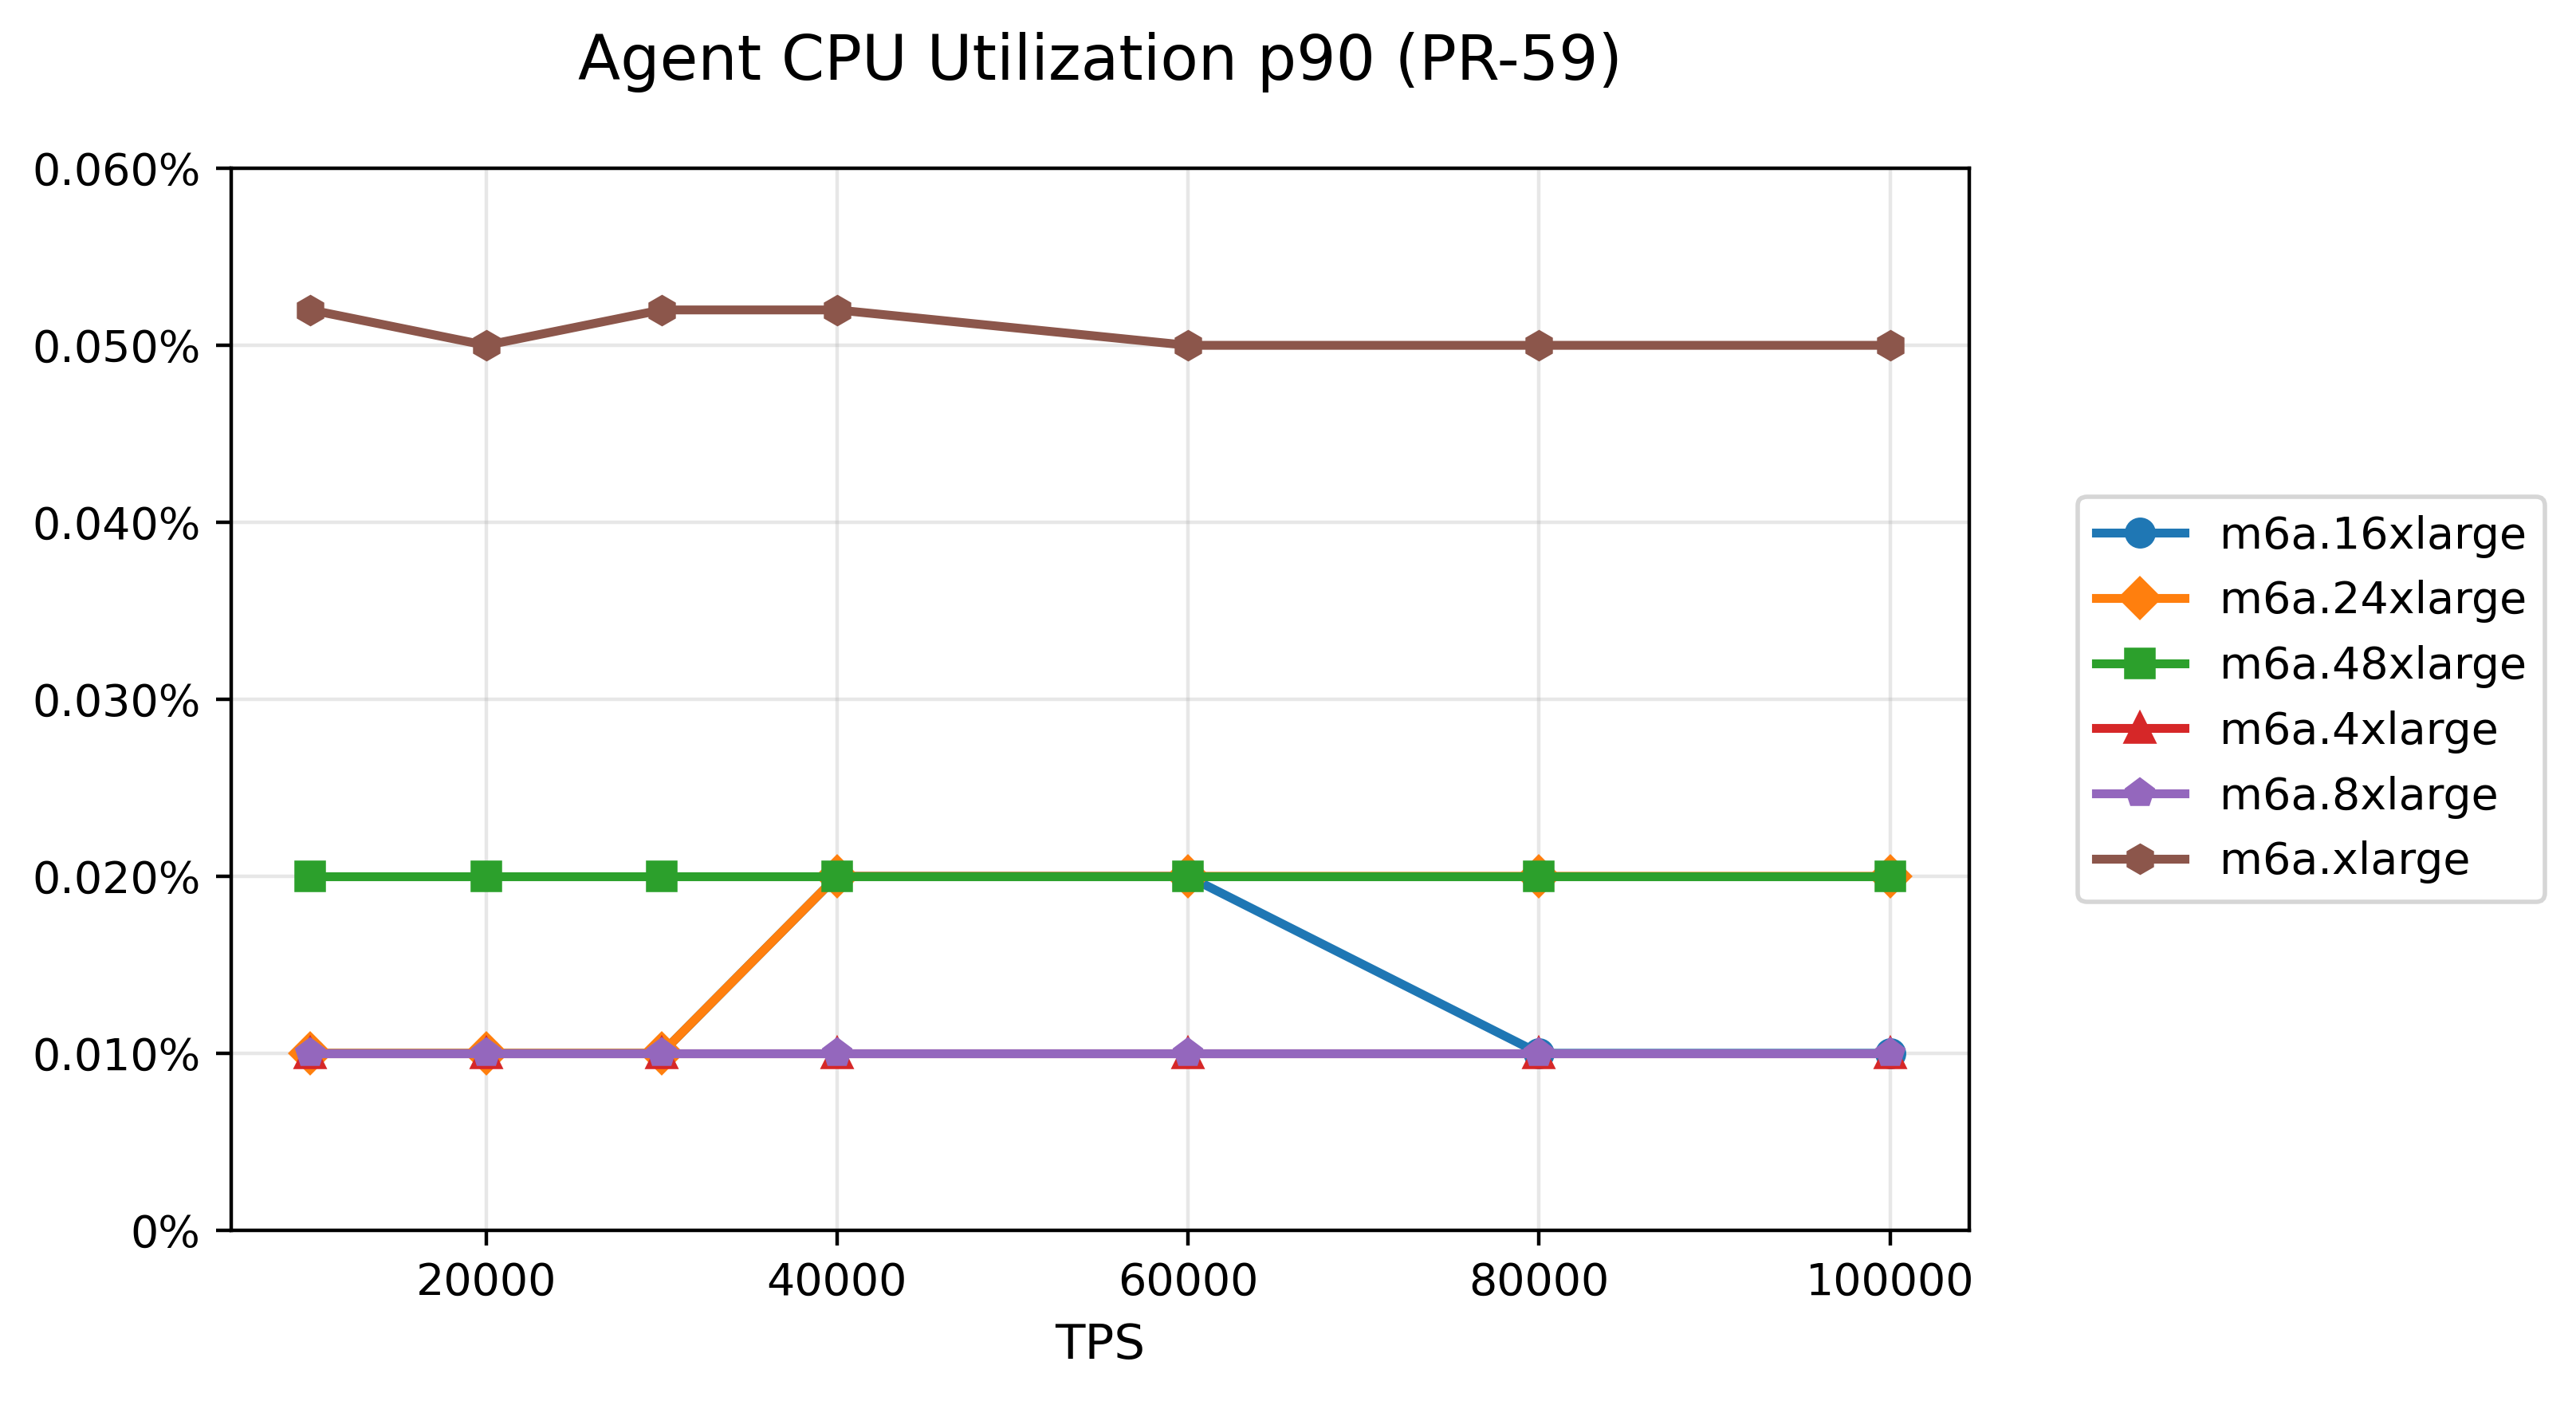 Agent CPU Utilization p90 (PR-59)
0.060%
0.050%
0.040%
0.030%
0.020%
0.010%
0%
20000 40000 60000 80000 100000
TPS
m6a.16xlarge
m6a.24xlarge
m6a.48xlarge
m6a.4xlarge
m6a.8xlarge
m6a.xlarge